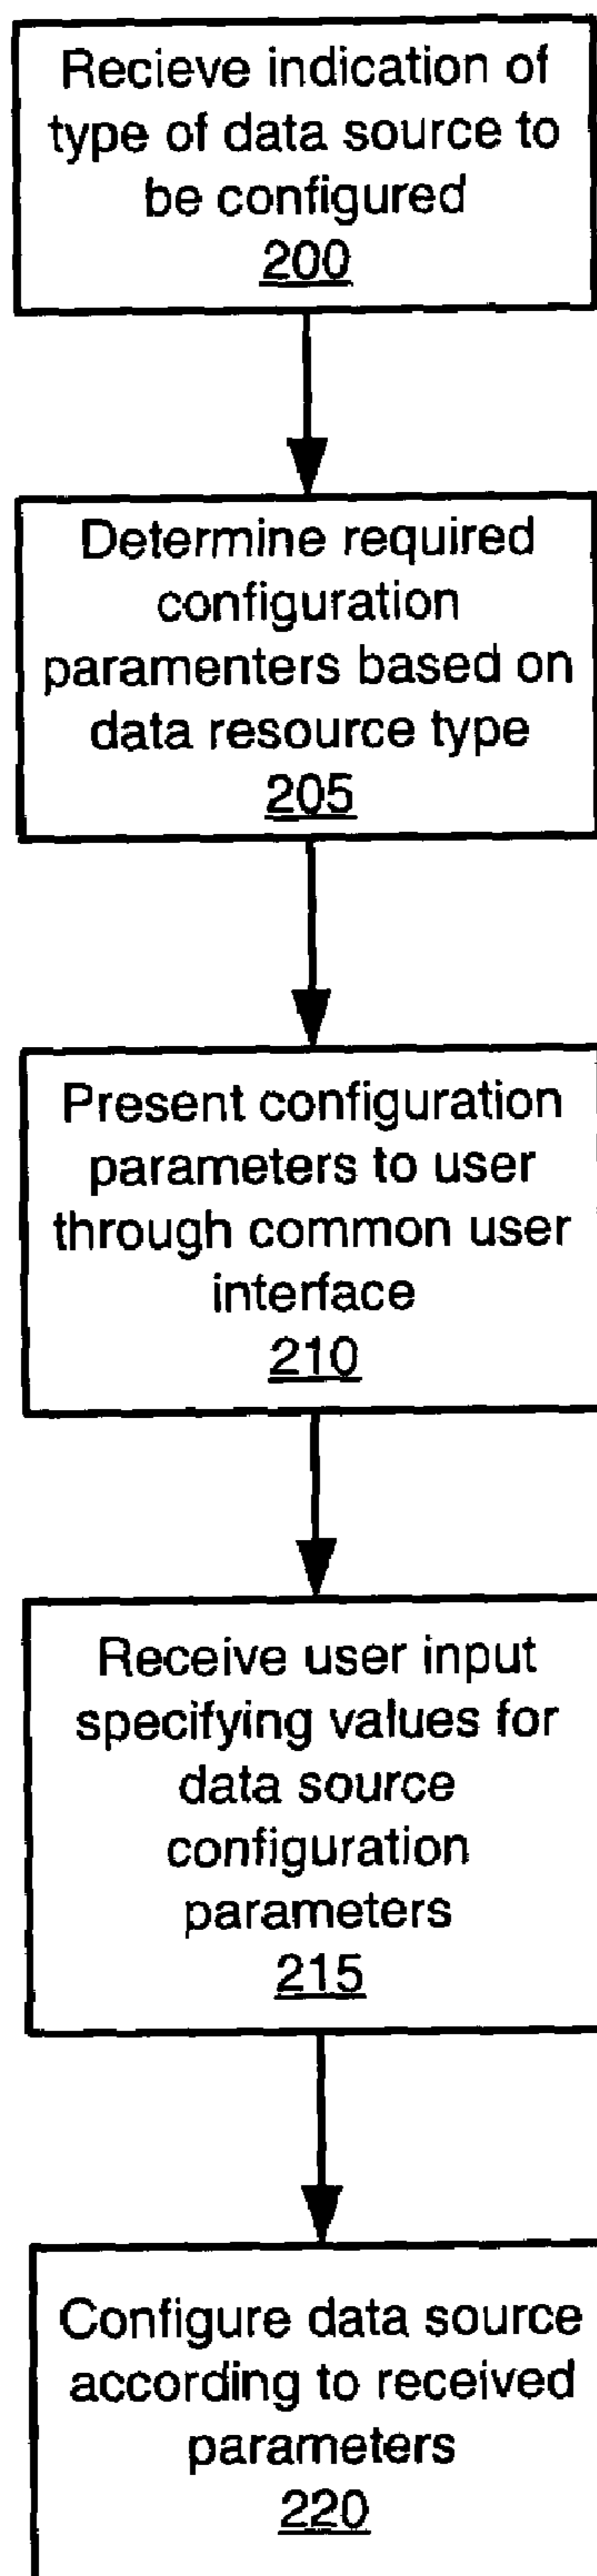 Recieve indication of
type of data source to
be configured
200
Determine required
configuration
paramenters based on
data resource type
205
Present configuration
parameters to user
through common user
interface
210
Receive user input
specifying values for
data source
configuration
parameters
215
Configure data source
according to received
parameters
220